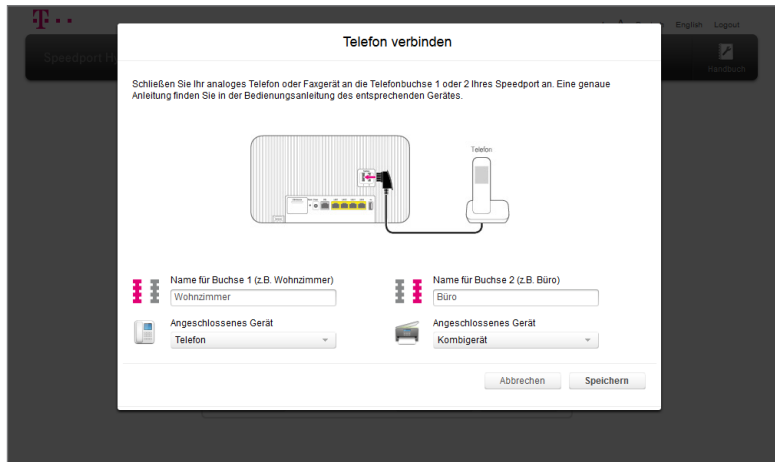 T
English Logout
Speedport H
Handbuch
Telefon verbinden
Schließen Sie Ihr analoges Telefon oder Faxgerät an die Telefonbuchse 1 oder 2 Ihres Speedport an. Eine genaue
Anleitung finden Sie in der Bedienungsanleitung des entsprechenden Gerätes.
Telefon
Name für Buchse 1 (z.B. Wohnzimmer)
Wohnzimmer
Name für Buchse 2 (z.B. Büro)
Büro
Angeschlossenes Gerät
Telefon
Angeschlossenes Gerät
Kombigerät
Abbrechen
Speichern